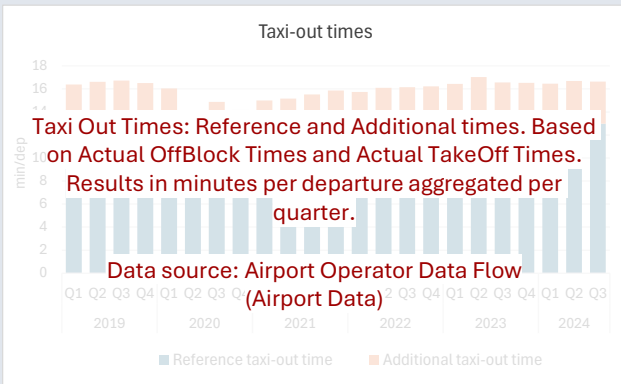 Taxi-out times
18
16
14
Taxi Out Times: Reference and Additional times. Based
on Actual OffBlock Times and Actual TakeOff Times.
Results in minutes per departure aggregated per
quarter.
min/dep
10
8
6
4
2
0
Data source: Airport Operator Data Flow
(Airport Data)
Q1 Q2 Q3 Q4 Q1 Q2 Q3 Q4 Q1 Q2 Q3 Q4 Q1 Q2 Q3 Q4 Q1 Q2 Q3
2019 2020 2021 2022 2023 2024
Reference taxi-out time Additional taxi-out time